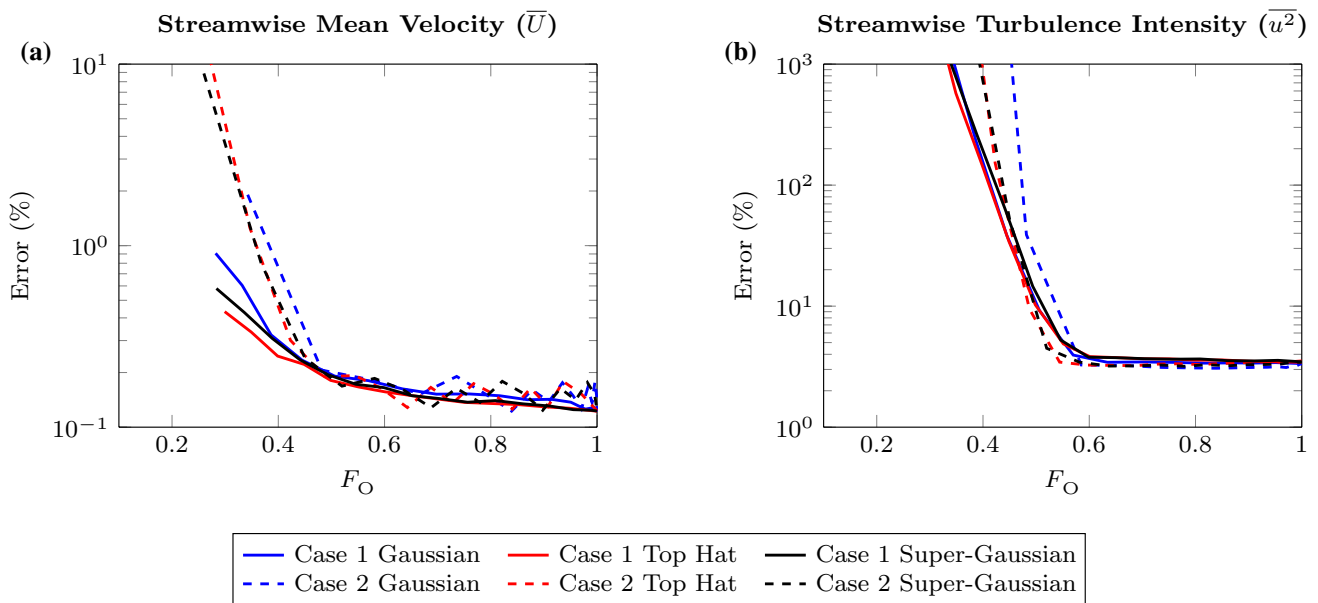 Streamwise Mean Velocity (U̅)
(a)
10¹
10⁰
10⁻¹
Error (%)
0.2 0.4 0.6 0.8 1
F_O
Streamwise Turbulence Intensity (u²̅)
(b)
10³
10²
10¹
10⁰
Error (%)
0.2 0.4 0.6 0.8 1
F_O
Case 1 Gaussian Case 1 Top Hat Case 1 Super-Gaussian
Case 2 Gaussian Case 2 Top Hat Case 2 Super-Gaussian